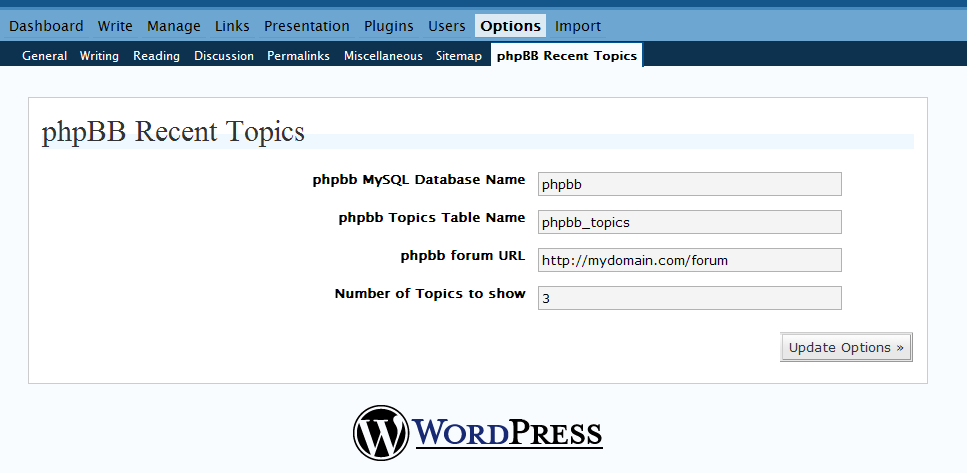 Dashboard Write Manage Links Presentation Plugins Users Options Import
General Writing Reading Discussion Permalinks Miscellaneous Sitemap phpBB Recent Topics
phpBB Recent Topics
phpbb MySQL Database Name phpbb
phpbb Topics Table Name phpbb_topics
phpbb forum URL http://mydomain.com/forum
Number of Topics to show 3
Update Options »
W WORDPRESS